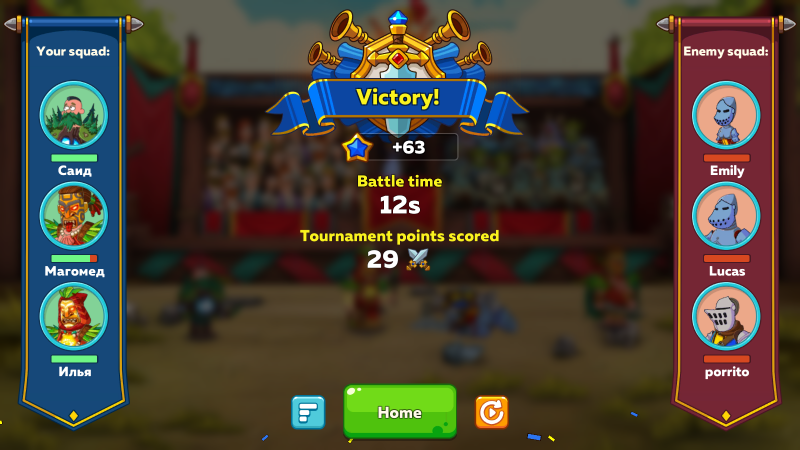 Your squad:
Саид
Магомед
Илья
Victory!
+63
Battle time
12s
Tournament points scored
29
Home
Enemy squad:
Emily
Lucas
porrito